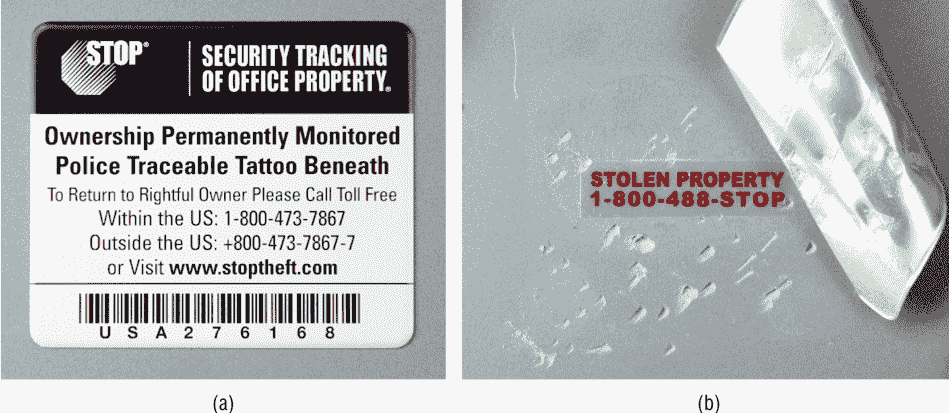 STOP®
SECURITY TRACKING
OF OFFICE PROPERTY®
Ownership Permanently Monitored
Police Traceable Tattoo Beneath
To Return to Rightful Owner Please Call Toll Free
Within the US: 1-800-473-7867
Outside the US: +800-473-7867-7
or Visit www.stoptheft.com
USA276168
STOLEN PROPERTY
1-800-488-STOP
(a)
(b)